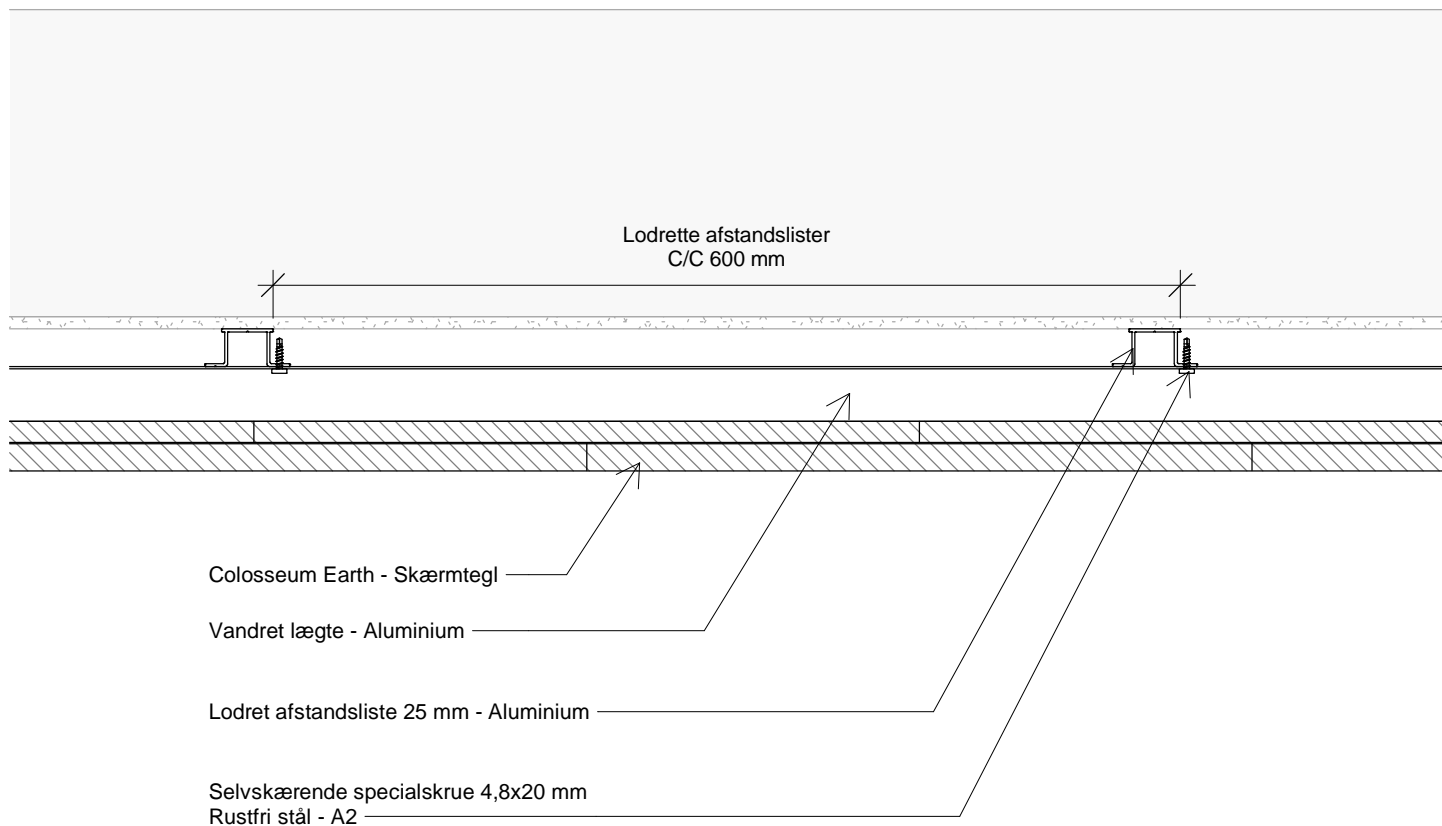 Lodrette afstandslister
C/C 600 mm
Colosseum Earth - Skærmtegl
Vandret lægte - Aluminium
Lodret afstandsliste 25 mm - Aluminium
Selvskærende specialskrue 4,8x20 mm
Rustfri stål - A2